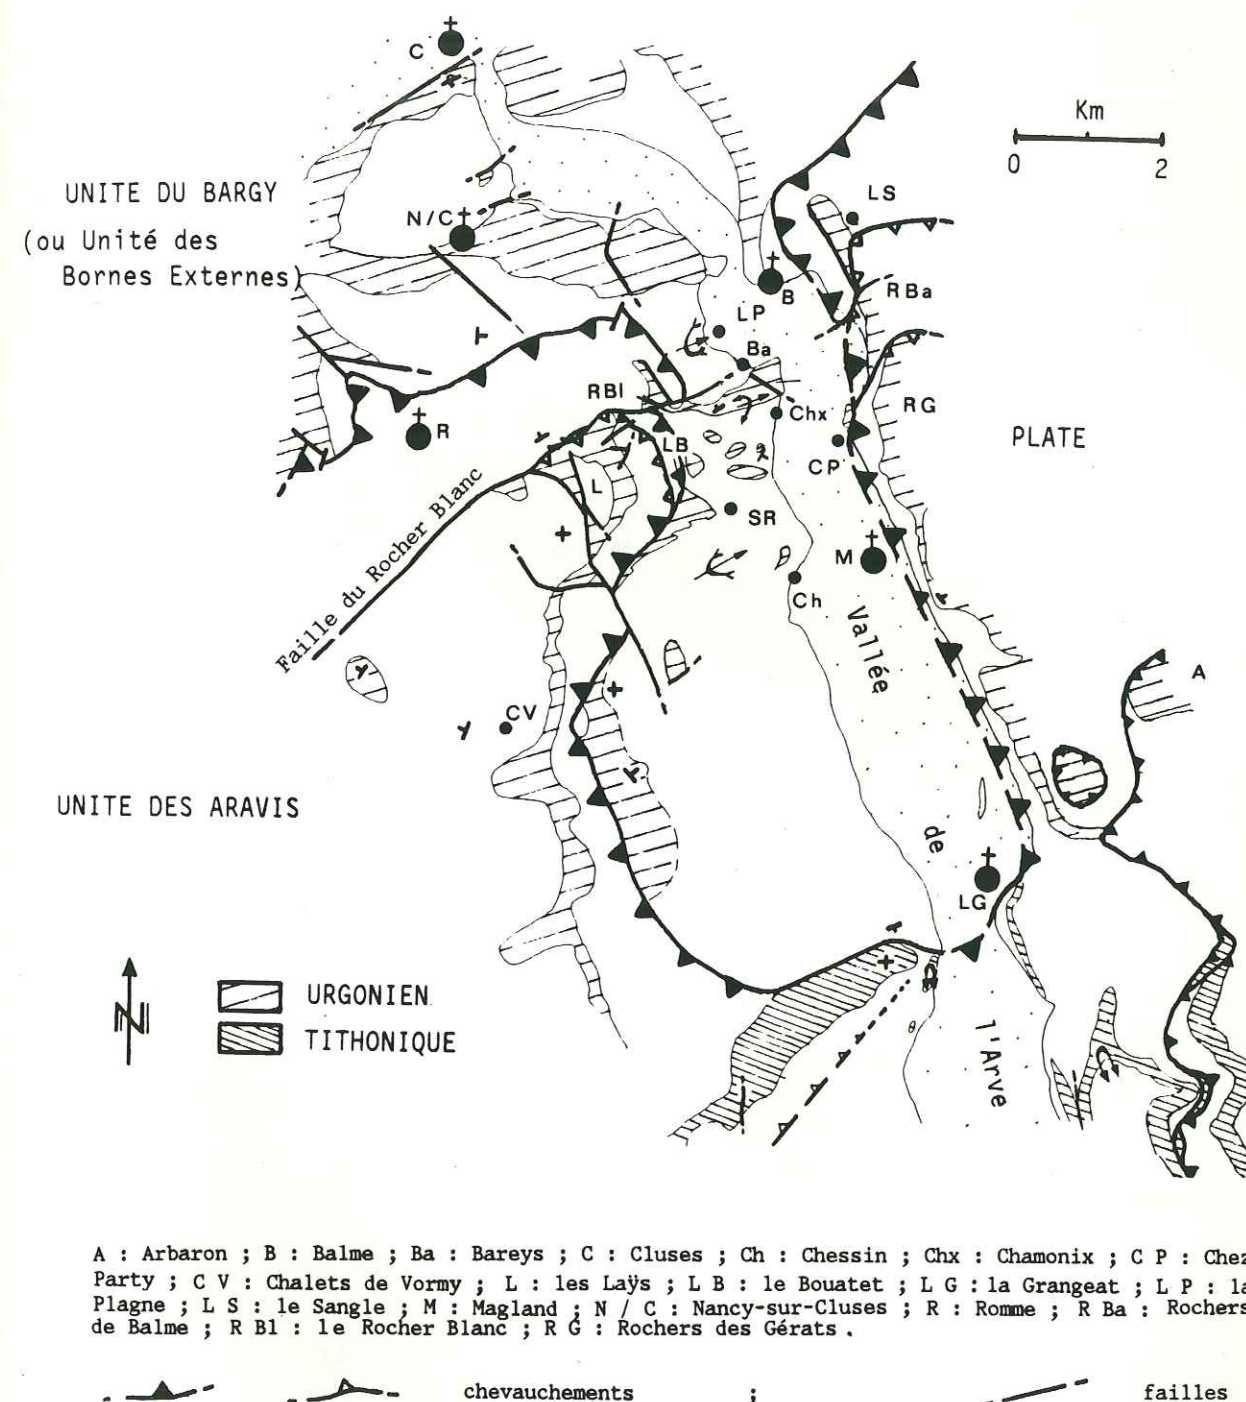 C
Km
0 2
UNITE DU BARGY
(ou Unité des
Bornes Externes)
N/C
LS
B
R Ba
LP
Ba
RBl
Chx
R G
PLATE
R
LB
CP
L
SR
M
Faille du Rocher Blanc
Ch
Vallée
A
CV
UNITE DES ARAVIS
de
LG
N
URGONIEN
TITHONIQUE
l'Arve
A : Arbaron ; B : Balme ; Ba : Bareys ; C : Cluses ; Ch : Chessin ; Chx : Chamonix ; C P : Chez
Party ; C V : Chalets de Vormy ; L : les Laÿs ; L B : le Bouatet ; L G : la Grangeat ; L P : la
Plagne ; L S : le Sangle ; M : Magland ; N / C : Nancy-sur-Cluses ; R : Romme ; R Ba : Rochers
de Balme ; R Bl : le Rocher Blanc ; R G : Rochers des Gérats .
chevauchements ; failles